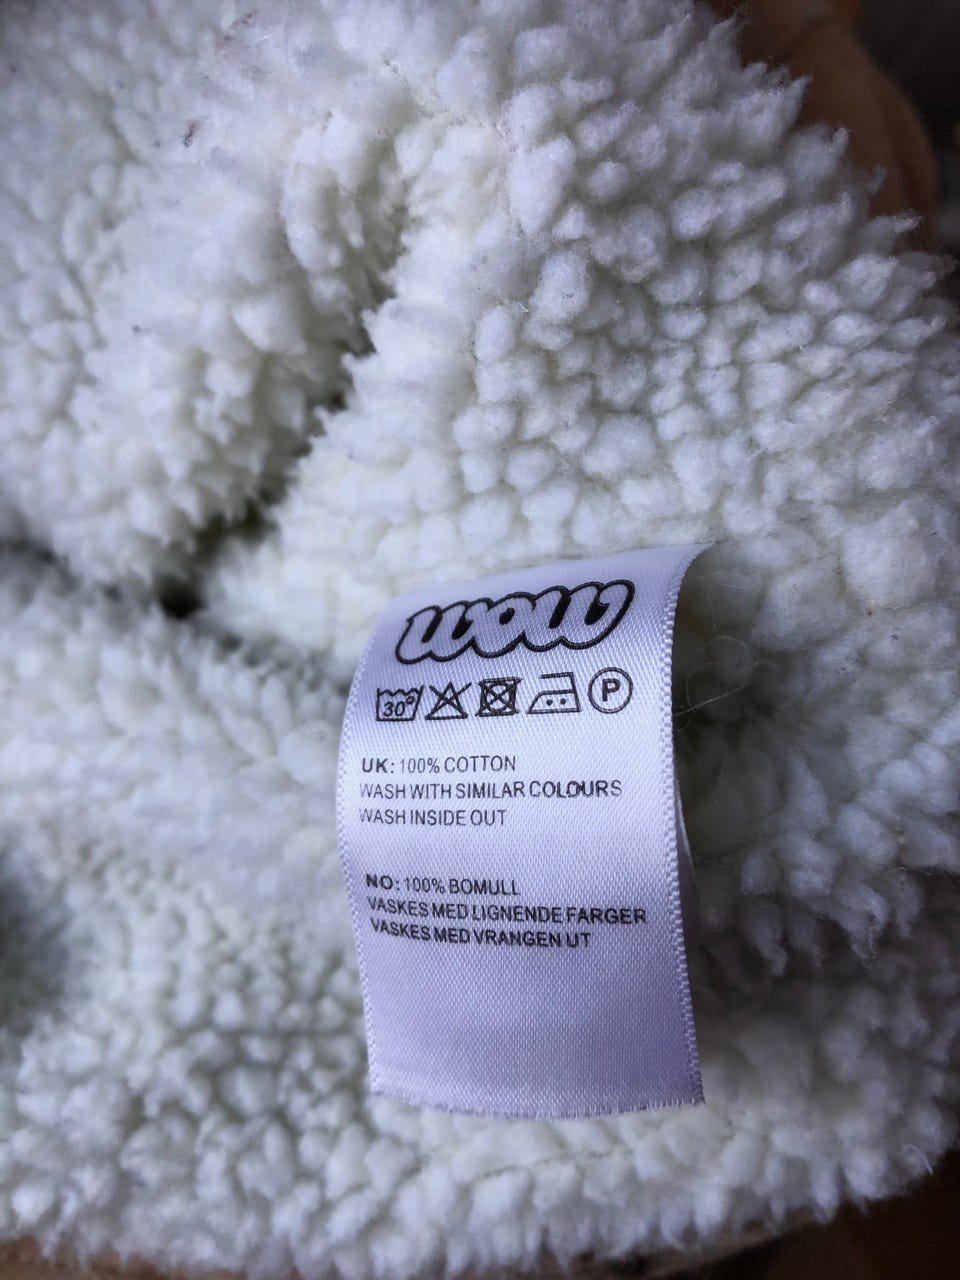 WOW
30°
P
UK: 100% COTTON
WASH WITH SIMILAR COLOURS
WASH INSIDE OUT
NO: 100% BOMULL
VASKES MED LIGNENDE FARGER
VASKES MED VRANGEN UT